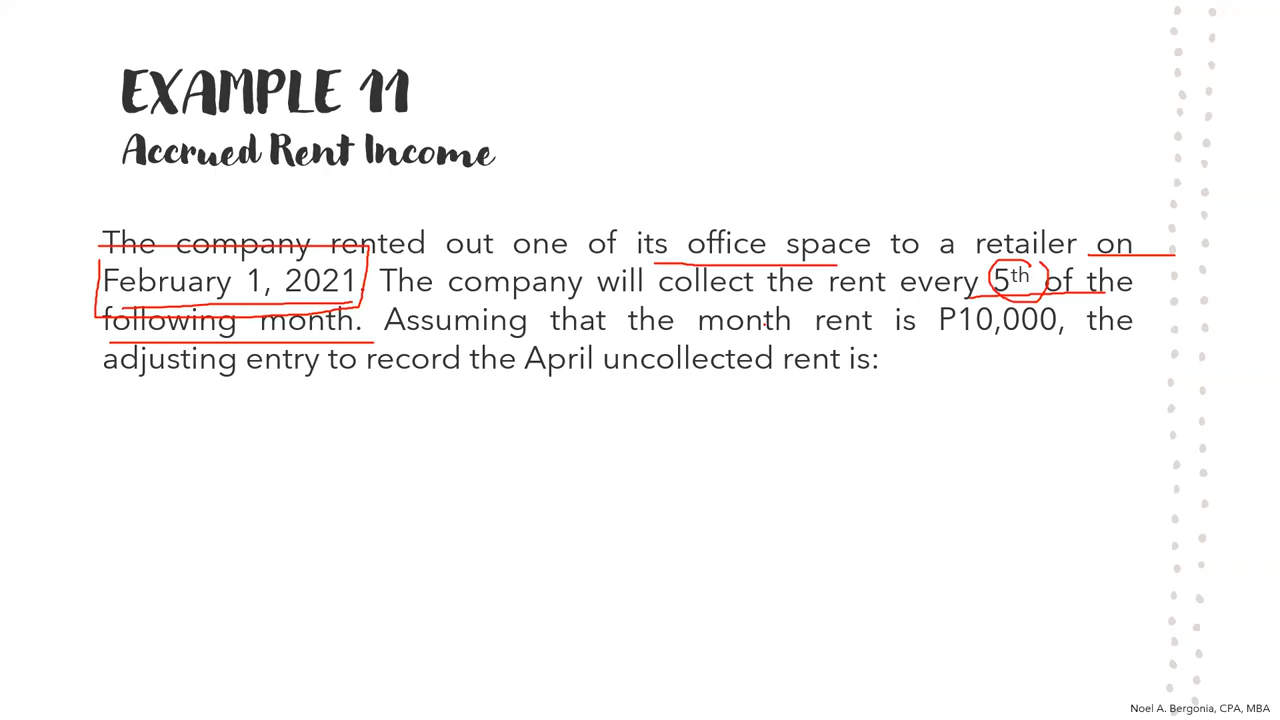 EXAMPLE 11
Accrued Rent Income
The company rented out one of its office space to a retailer on
February 1, 2021. The company will collect the rent every 5th of the
following month. Assuming that the month rent is P10,000, the
adjusting entry to record the April uncollected rent is:
Noel A. Bergonia, CPA, MBA